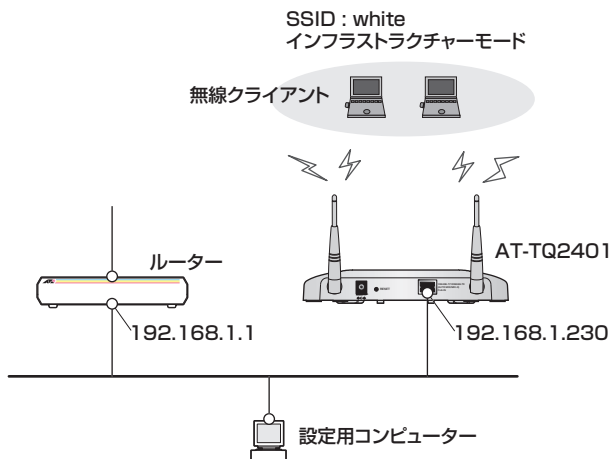 SSID : white
インフラストラクチャーモード
無線クライアント
ルーター
AT-TQ2401
192.168.1.1
192.168.1.230
設定用コンピューター